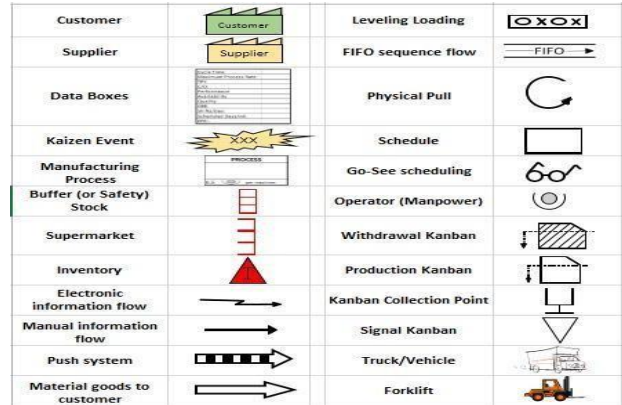 Customer
Customer
Leveling Loading
OXOX
Supplier
Supplier
FIFO sequence flow
FIFO
Data Boxes
Physical Pull
Kaizen Event
XXX
Schedule
Manufacturing
Process
PROCESS
Go-See scheduling
Buffer (or Safety)
Stock
Operator (Manpower)
Supermarket
Withdrawal Kanban
Inventory
Production Kanban
Electronic
information flow
Kanban Collection Point
Manual information
flow
Signal Kanban
Push system
Truck/Vehicle
Material goods to
customer
Forklift